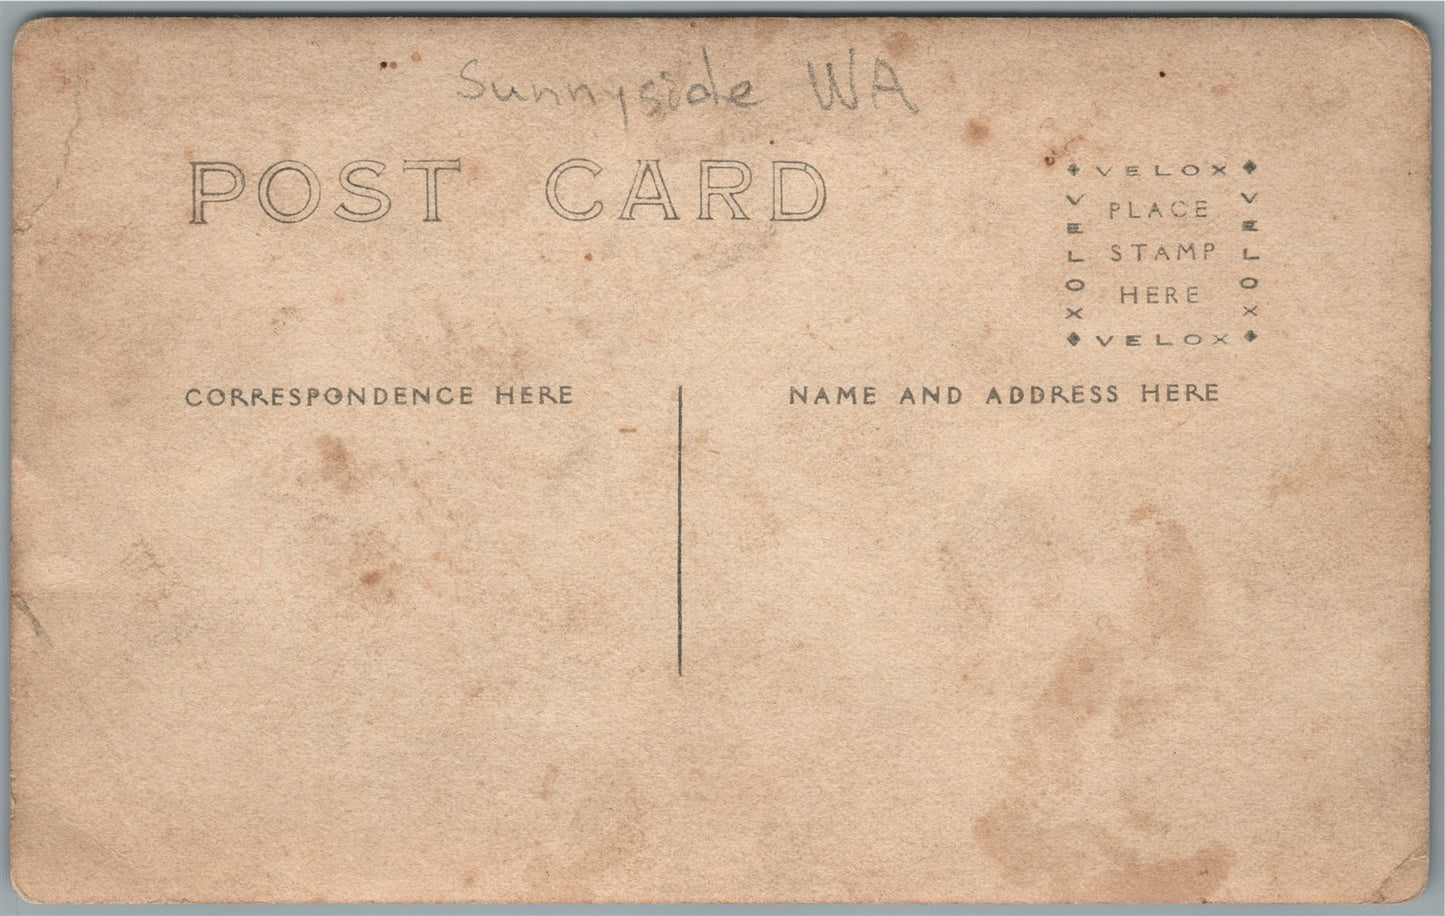 Sunnyside WA
POST CARD
VELOX
VELOX
PLACE
STAMP
HERE
VELOX
VELOX
CORRESPONDENCE HERE
NAME AND ADDRESS HERE